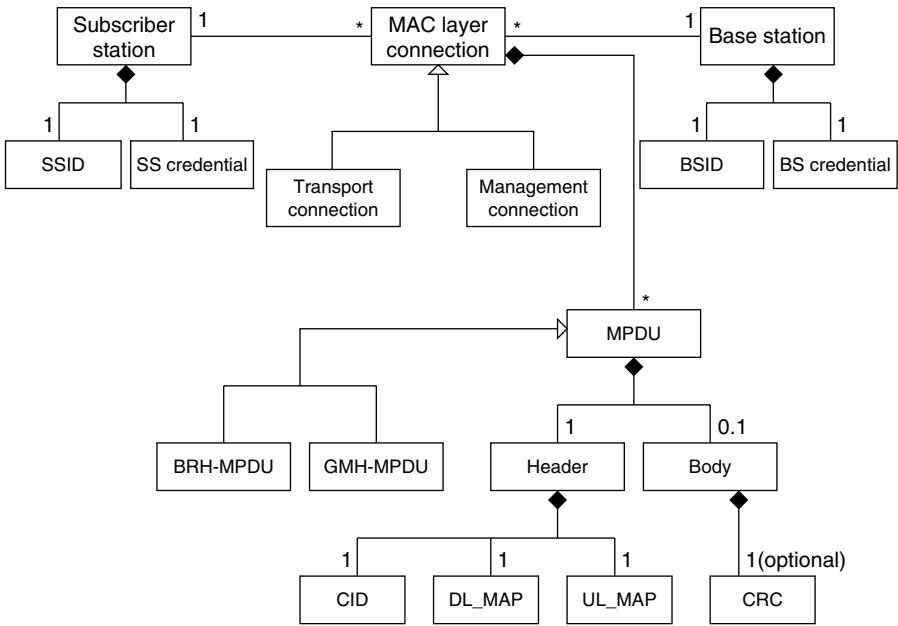 Subscriber
station
1
*
MAC layer
connection
*
1
Base station
1
1
1
1
SSID
SS credential
BSID
BS credential
Transport
connection
Management
connection
*
MPDU
1
0.1
BRH-MPDU
GMH-MPDU
Header
Body
1
1
1
1(optional)
CID
DL_MAP
UL_MAP
CRC